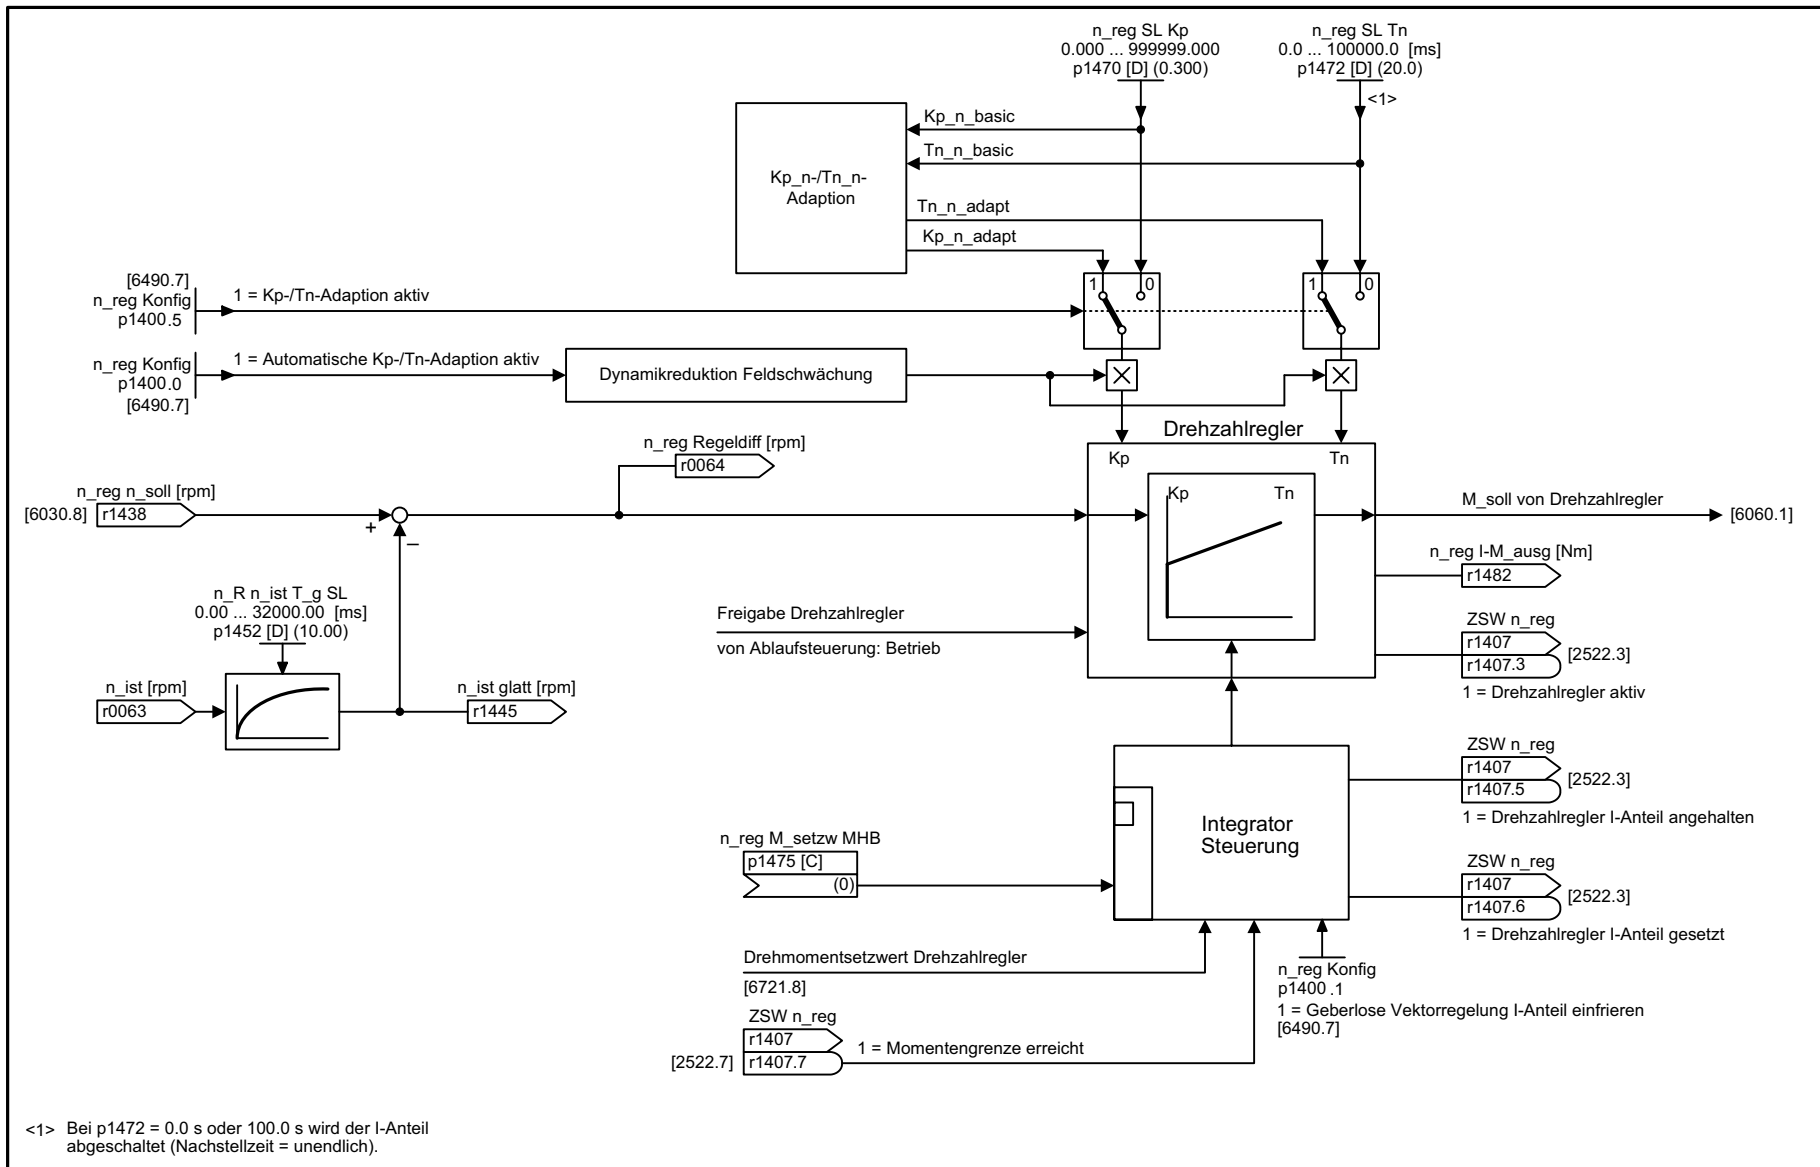 n_reg SL Kp
0.000 ... 999999.000
p1470 [D] (0.300)
n_reg SL Tn
0.0 ... 100000.0 [ms]
p1472 [D] (20.0)
<1>
Kp_n_basic
Tn_n_basic
Kp_n-/Tn_n-
Adaption
Tn_n_adapt
Kp_n_adapt
1
0
1
0
[6490.7]
n_reg Konfig
p1400.5
1 = Kp-/Tn-Adaption aktiv
n_reg Konfig
p1400.0
[6490.7]
1 = Automatische Kp-/Tn-Adaption aktiv
Dynamikreduktion Feldschwächung
Drehzahlregler
Kp
Tn
Kp
Tn
n_reg Regeldiff [rpm]
r0064
n_reg n_soll [rpm]
[6030.8]
r1438
+
–
M_soll von Drehzahlregler
[6060.1]
n_reg I-M_ausg [Nm]
r1482
n_R n_ist T_g SL
0.00 ... 32000.00 [ms]
p1452 [D] (10.00)
Freigabe Drehzahlregler
von Ablaufsteuerung: Betrieb
ZSW n_reg
r1407
r1407.3
[2522.3]
1 = Drehzahlregler aktiv
n_ist [rpm]
r0063
n_ist glatt [rpm]
r1445
ZSW n_reg
r1407
r1407.5
[2522.3]
1 = Drehzahlregler I-Anteil angehalten
Integrator
Steuerung
n_reg M_setzw MHB
p1475 [C]
(0)
ZSW n_reg
r1407
r1407.6
[2522.3]
1 = Drehzahlregler I-Anteil gesetzt
Drehmomentsetzwert Drehzahlregler
[6721.8]
n_reg Konfig
p1400 .1
1 = Geberlose Vektorregelung I-Anteil einfrieren
[6490.7]
ZSW n_reg
r1407
[2522.7]
r1407.7
1 = Momentengrenze erreicht
<1> Bei p1472 = 0.0 s oder 100.0 s wird der I-Anteil
abgeschaltet (Nachstellzeit = unendlich).